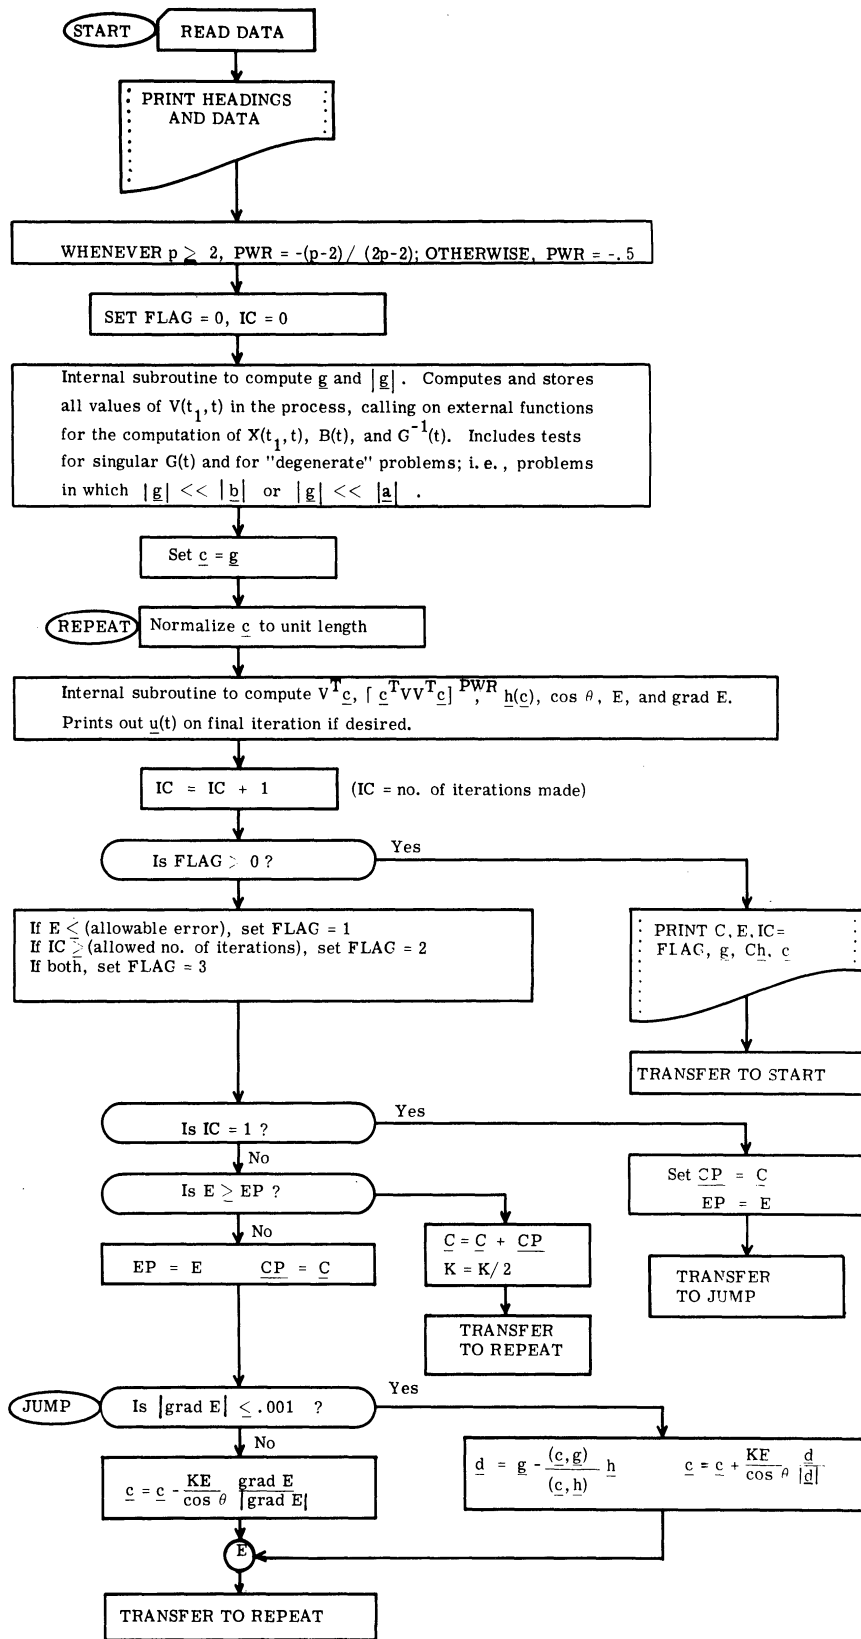 START
READ DATA
PRINT HEADINGS
AND DATA
WHENEVER p ≥ 2, PWR = -(p-2)/ (2p-2); OTHERWISE, PWR = -.5
SET FLAG = 0, IC = 0
Internal subroutine to compute g and |g|. Computes and stores
all values of V(t₁,t) in the process, calling on external functions
for the computation of X(t₁,t), B(t), and G⁻¹(t). Includes tests
for singular G(t) and for "degenerate" problems; i.e., problems
in which |g| << |b| or |g| << |a| .
Set c = g
REPEAT
Normalize c to unit length
Internal subroutine to compute Vᵀc, [cᵀVVᵀc]^PWR, h(c), cos θ, E, and grad E.
Prints out u(t) on final iteration if desired.
IC = IC + 1
(IC = no. of iterations made)
Is FLAG > 0 ?
Yes
If E ≤ (allowable error), set FLAG = 1
If IC ≥ (allowed no. of iterations), set FLAG = 2
If both, set FLAG = 3
PRINT C, E, IC=
FLAG, g, Ch, c
TRANSFER TO START
Is IC = 1 ?
Yes
No
Set CP = C
EP = E
Is E ≥ EP ?
No
C = C + CP
K = K/2
EP = E CP = C
TRANSFER
TO JUMP
TRANSFER
TO REPEAT
JUMP
Is |grad E| ≤ .001 ?
Yes
No
c = c - KE/cos θ grad E/|grad E|
d = g - (c,g)/(c,h) h c = c + KE/cos θ d/|d|
E
TRANSFER TO REPEAT